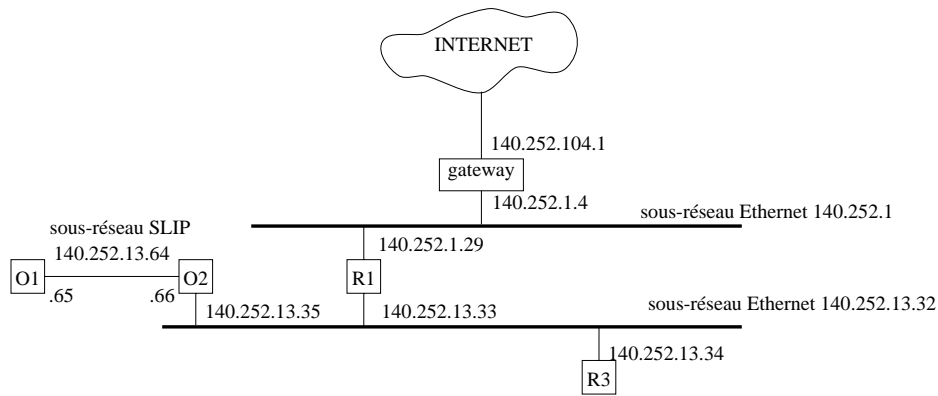 INTERNET
140.252.104.1
gateway
140.252.1.4
sous-réseau Ethernet 140.252.1
sous-réseau SLIP
140.252.13.64
140.252.1.29
O1
O2
R1
.65
.66
140.252.13.35
140.252.13.33
sous-réseau Ethernet 140.252.13.32
140.252.13.34
R3